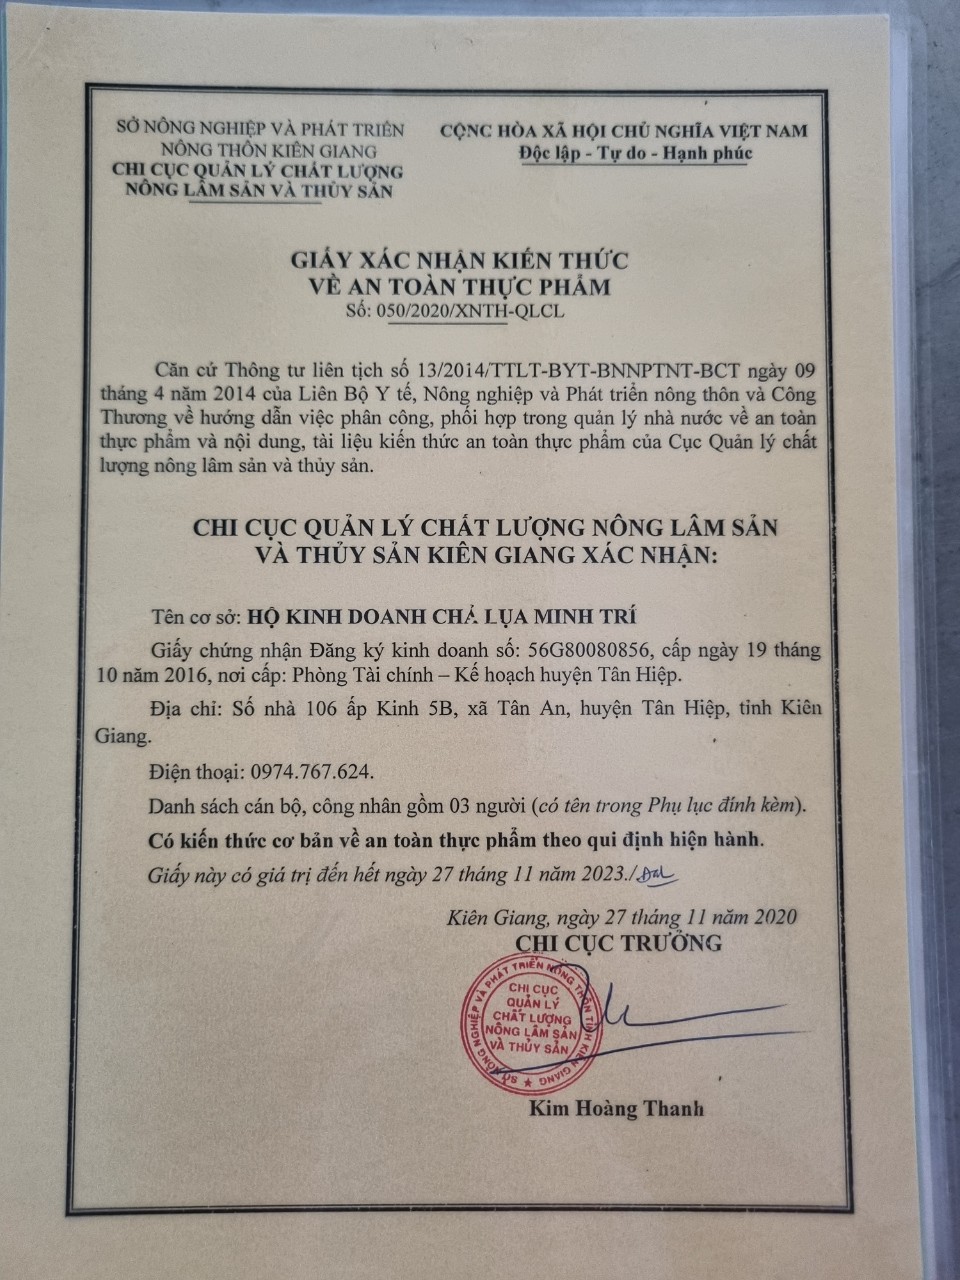 SỞ NÔNG NGHIỆP VÀ PHÁT TRIỂN
NÔNG THÔN KIÊN GIANG
CHI CỤC QUẢN LÝ CHẤT LƯỢNG
NÔNG LÂM SẢN VÀ THỦY SẢN
CỘNG HÒA XÃ HỘI CHỦ NGHĨA VIỆT NAM
Độc lập - Tự do - Hạnh phúc
GIẤY XÁC NHẬN KIẾN THỨC
VỀ AN TOÀN THỰC PHẨM
Số: 050/2020/XNTH-QLCL
Căn cứ Thông tư liên tịch số 13/2014/TTLT-BYT-BNNPTNT-BCT ngày 09
tháng 4 năm 2014 của Liên Bộ Y tế, Nông nghiệp và Phát triển nông thôn và Công
Thương về hướng dẫn việc phân công, phối hợp trong quản lý nhà nước về an toàn
thực phẩm và nội dung, tài liệu kiến thức an toàn thực phẩm của Cục Quản lý chất
lượng nông lâm sản và thủy sản.
CHI CỤC QUẢN LÝ CHẤT LƯỢNG NÔNG LÂM SẢN
VÀ THỦY SẢN KIÊN GIANG XÁC NHẬN:
Tên cơ sở: HỘ KINH DOANH CHẢ LỤA MINH TRÍ
Giấy chứng nhận Đăng ký kinh doanh số: 56G80080856, cấp ngày 19 tháng
10 năm 2016, nơi cấp: Phòng Tài chính – Kế hoạch huyện Tân Hiệp.
Địa chỉ: Số nhà 106 ấp Kinh 5B, xã Tân An, huyện Tân Hiệp, tỉnh Kiên
Giang.
Điện thoại: 0974.767.624.
Danh sách cán bộ, công nhân gồm 03 người (có tên trong Phụ lục đính kèm).
Có kiến thức cơ bản về an toàn thực phẩm theo qui định hiện hành.
Giấy này có giá trị đến hết ngày 27 tháng 11 năm 2023./
Kiên Giang, ngày 27 tháng 11 năm 2020
CHI CỤC TRƯỞNG
SỞ NÔNG NGHIỆP VÀ PHÁT TRIỂN NÔNG THÔN TỈNH KIÊN GIANG
CHI CỤC
QUẢN LÝ
CHẤT LƯỢNG
NÔNG LÂM SẢN
VÀ THỦY SẢN
Kim Hoàng Thanh